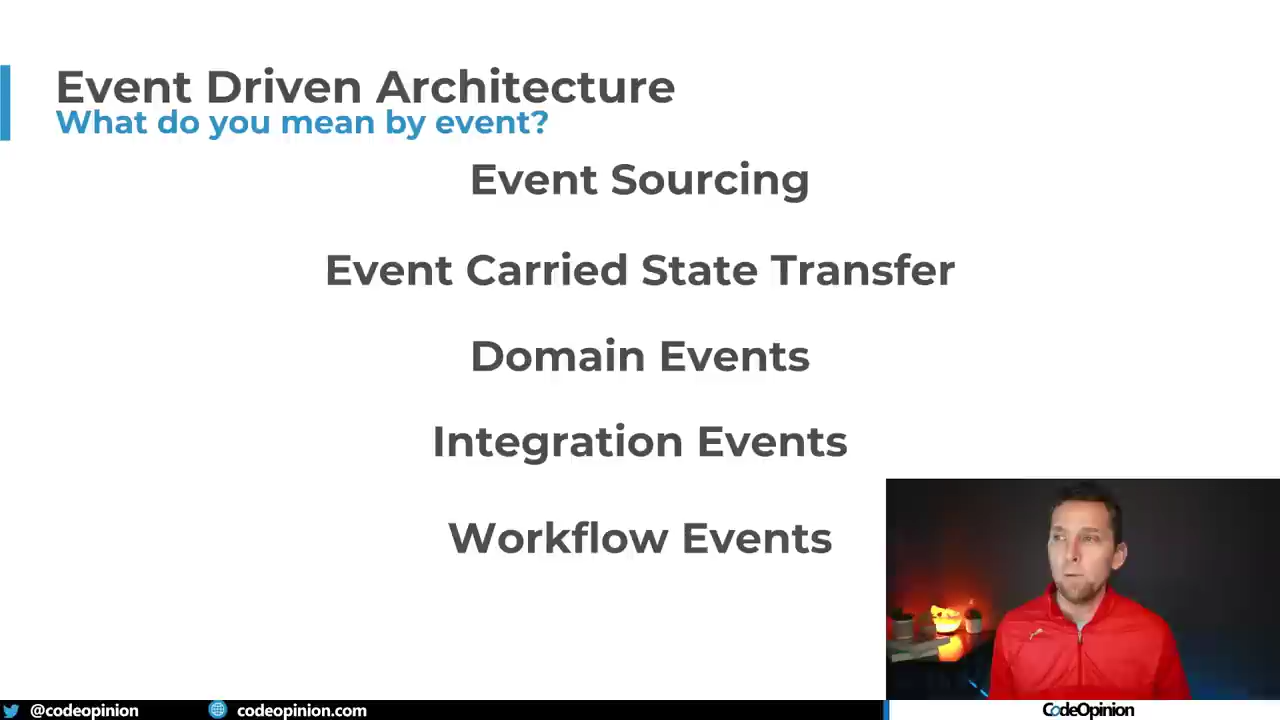 Event Driven Architecture
What do you mean by event?
Event Sourcing
Event Carried State Transfer
Domain Events
Integration Events
Workflow Events
@codeopinion
codeopinion.com
CodeOpinion